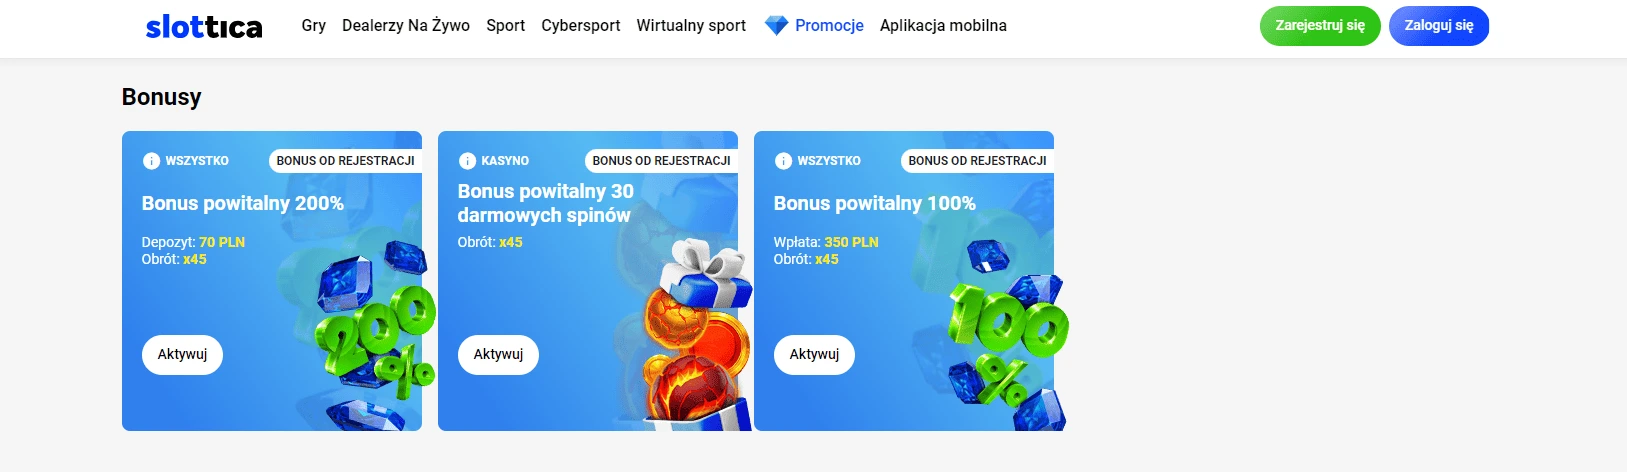 slottica Gry Dealerzy Na Żywo Sport Cybersport Wirtualny sport Promocje Aplikacja mobilna Zarejestruj się Zaloguj się
Bonusy
WSZYSTKO BONUS OD REJESTRACJI
Bonus powitalny 200%
Depozyt: 70 PLN
Obrót: x45
Aktywuj
200
%
KASYNO BONUS OD REJESTRACJI
Bonus powitalny 30
darmowych spinów
Obrót: x45
Aktywuj
WSZYSTKO BONUS OD REJESTRACJI
Bonus powitalny 100%
Wpłata: 350 PLN
Obrót: x45
Aktywuj
100
%